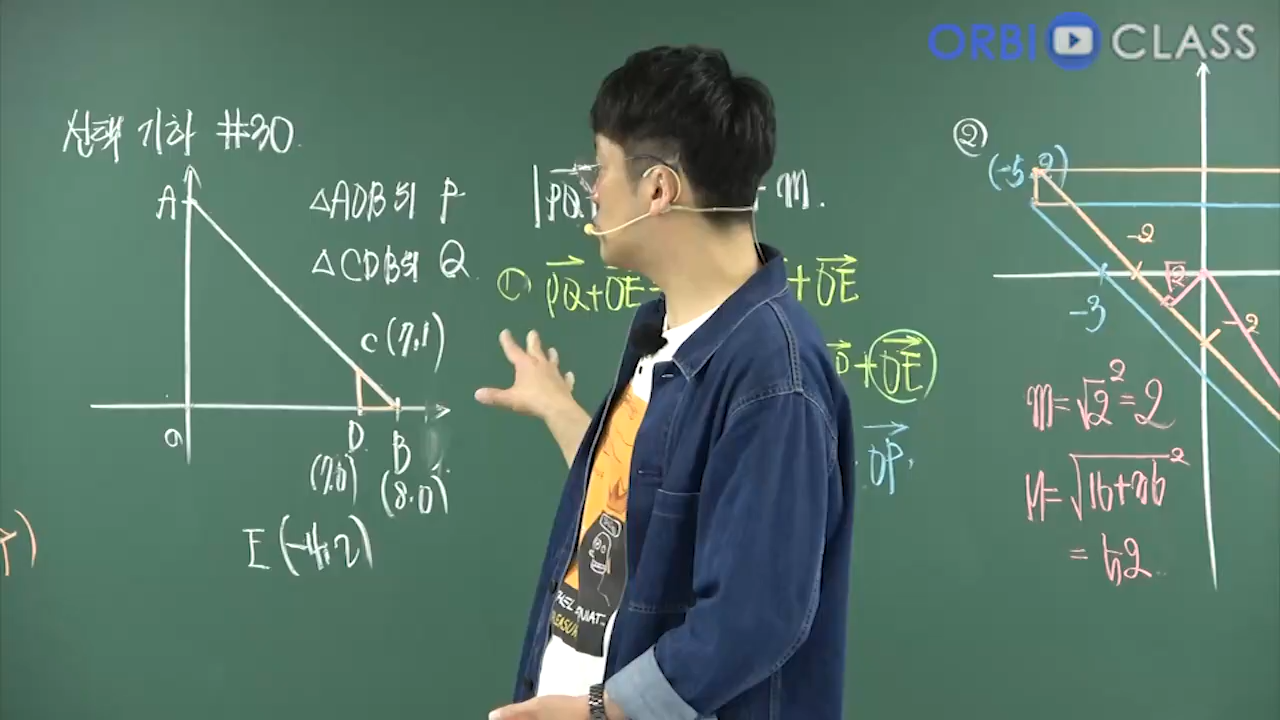 ORBI CLASS
선택 기하 #30.
A
△ADB의 P
△CDB의 Q
C(7,1)
O
D
(7,0)
B
(8,0)
E(-4,2)
|PQ
M.
① PQ+OE=
+OE
+OE
OP.
②
(-5,2)
-2
-3
√2
-2
m=√2²=2
M=√16+36²
=52